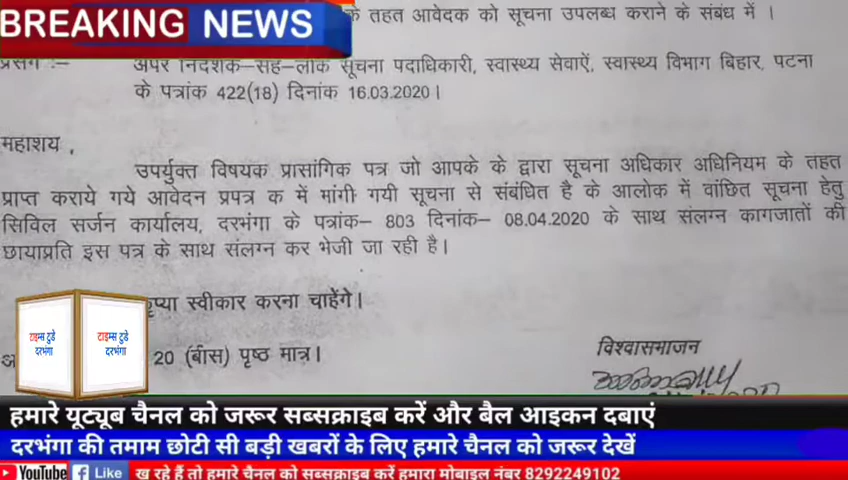 BREAKING NEWS
के तहत आवेदक को सूचना उपलब्ध कराने के संबंध में ।
प्रसंग :- अपर निदेशक-सह-लोक सूचना पदाधिकारी, स्वास्थ्य सेवाऐं, स्वास्थ्य विभाग बिहार, पटना
के पत्रांक 422(18) दिनांक 16.03.2020।
महाशय ,
उपर्युक्त विषयक प्रासांगिक पत्र जो आपके के द्वारा सूचना अधिकार अधिनियम के तहत
प्राप्त कराये गये आवेदन प्रपत्र क में मांगी गयी सूचना से संबंधित है के आलोक में वांछित सूचना हेतु
सिविल सर्जन कार्यालय, दरभंगा के पत्रांक- 803 दिनांक- 08.04.2020 के साथ संलग्न कागजातों की
छायाप्रति इस पत्र के साथ संलग्न कर भेजी जा रही है।
कृप्या स्वीकार करना चाहेंगे।
20 (बीस) पृष्ठ मात्र।
विश्वासभाजन
टाइम्स टुडे
दरभंगा
टाइम्स टुडे
दरभंगा
हमारे यूट्यूब चैनल को जरूर सब्सक्राइब करें और बैल आइकन दबाएं
दरभंगा की तमाम छोटी सी बड़ी खबरों के लिए हमारे चैनल को जरूर देखें
YouTube f Like ख रहे हैं तो हमारे चैनल को सब्सक्राइब करें हमारा मोबाइल नंबर 8292249102